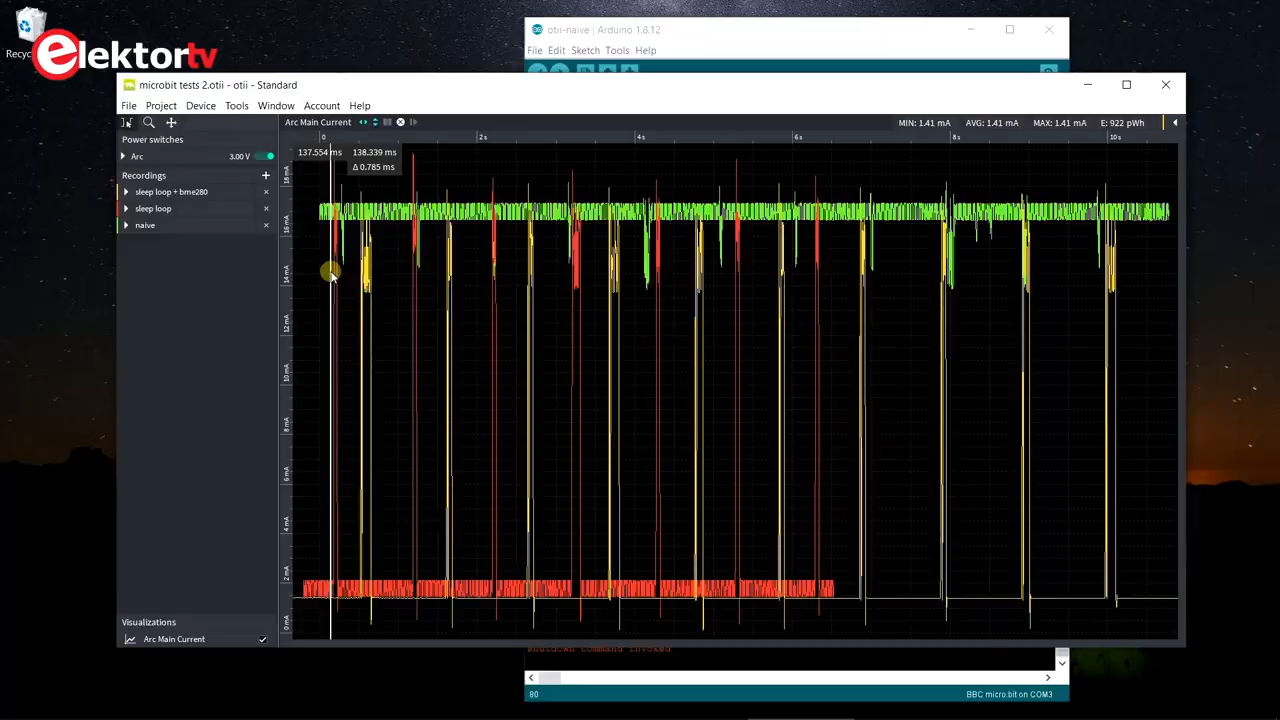 Recyc
elektortv
otii-naive | Arduino 1.8.12
File Edit Sketch Tools Help
microbit tests 2.otii - otii - Standard
File Project Device Tools Window Account Help
Arc Main Current
MIN: 1.41 mA AVG: 1.41 mA MAX: 1.41 mA E: 922 pWh
Power switches
Arc 3.00 V
Recordings
sleep loop + bme280
sleep loop
naive
0 2 s 4 s 6 s 8 s 10 s
137.554 ms 138.339 ms
Δ 0.785 ms
18 mA
16 mA
14 mA
12 mA
10 mA
8 mA
6 mA
4 mA
2 mA
0 mA
Visualizations
Arc Main Current
shutdown command invoked
80
BBC micro:bit on COM3